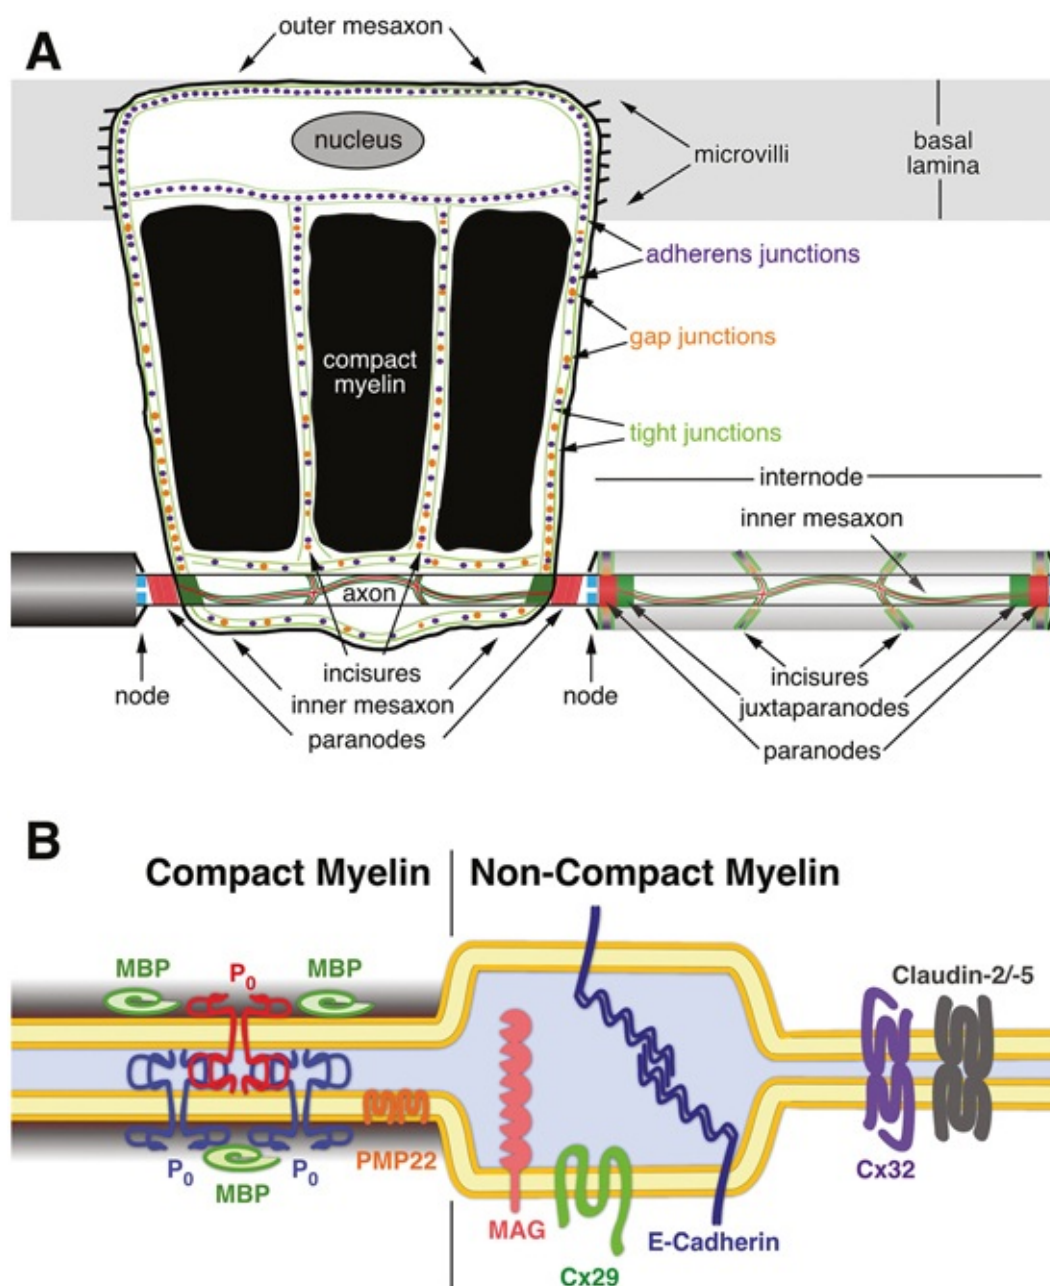 A
outer mesaxon
nucleus
microvilli
basal
lamina
adherens junctions
gap junctions
compact
myelin
tight junctions
internode
inner mesaxon
axon
node
incisures
inner mesaxon
paranodes
node
incisures
juxtaparanodes
paranodes
B
Compact Myelin
Non-Compact Myelin
MBP
P0
MBP
Claudin-2/-5
P0
MBP
P0
PMP22
MAG
Cx29
E-Cadherin
Cx32